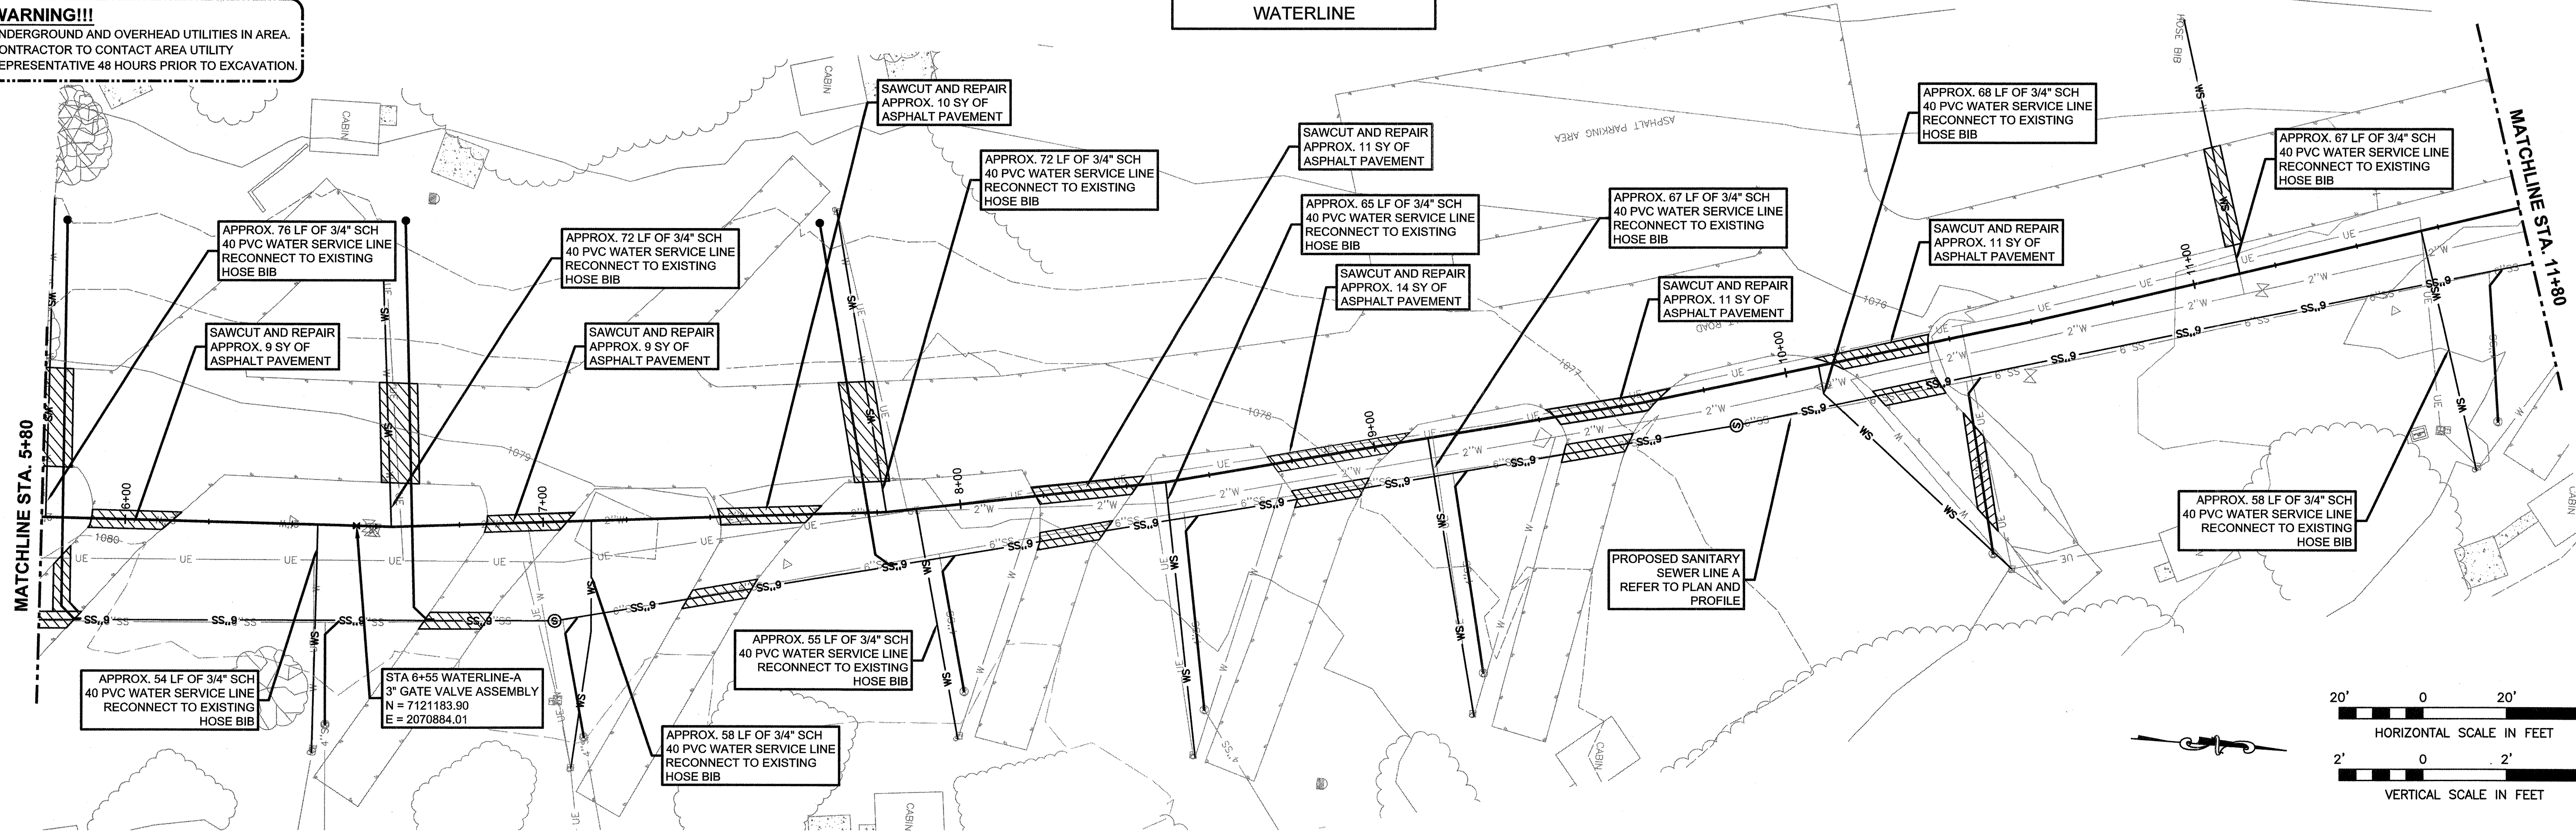 WARNING!!!
NDERGROUND AND OVERHEAD UTILITIES IN AREA.
ONTRACTOR TO CONTACT AREA UTILITY
EPRESENTATIVE 48 HOURS PRIOR TO EXCAVATION.
WATERLINE
CABIN
CABIN
SAWCUT AND REPAIR
APPROX. 10 SY OF
ASPHALT PAVEMENT
APPROX. 72 LF OF 3/4" SCH
40 PVC WATER SERVICE LINE
RECONNECT TO EXISTING
HOSE BIB
SAWCUT AND REPAIR
APPROX. 11 SY OF
ASPHALT PAVEMENT
APPROX. 65 LF OF 3/4" SCH
40 PVC WATER SERVICE LINE
RECONNECT TO EXISTING
HOSE BIB
SAWCUT AND REPAIR
APPROX. 14 SY OF
ASPHALT PAVEMENT
ASPHALT PARKING AREA
APPROX. 67 LF OF 3/4" SCH
40 PVC WATER SERVICE LINE
RECONNECT TO EXISTING
HOSE BIB
SAWCUT AND REPAIR
APPROX. 11 SY OF
ASPHALT PAVEMENT
APPROX. 68 LF OF 3/4" SCH
40 PVC WATER SERVICE LINE
RECONNECT TO EXISTING
HOSE BIB
SAWCUT AND REPAIR
APPROX. 11 SY OF
ASPHALT PAVEMENT
HOSE BIB
APPROX. 67 LF OF 3/4" SCH
40 PVC WATER SERVICE LINE
RECONNECT TO EXISTING
HOSE BIB
MATCHLINE STA. 11+80
APPROX. 76 LF OF 3/4" SCH
40 PVC WATER SERVICE LINE
RECONNECT TO EXISTING
HOSE BIB
APPROX. 72 LF OF 3/4" SCH
40 PVC WATER SERVICE LINE
RECONNECT TO EXISTING
HOSE BIB
SAWCUT AND REPAIR
APPROX. 9 SY OF
ASPHALT PAVEMENT
SAWCUT AND REPAIR
APPROX. 9 SY OF
ASPHALT PAVEMENT
MATCHLINE STA. 5+80
6+00
7+00
8+00
9+00
10+00
11+00
1080
1079
1078
1077
1076
ROAD
APPROX. 54 LF OF 3/4" SCH
40 PVC WATER SERVICE LINE
RECONNECT TO EXISTING
HOSE BIB
STA 6+55 WATERLINE-A
3" GATE VALVE ASSEMBLY
N = 7121183.90
E = 2070884.01
APPROX. 58 LF OF 3/4" SCH
40 PVC WATER SERVICE LINE
RECONNECT TO EXISTING
HOSE BIB
APPROX. 55 LF OF 3/4" SCH
40 PVC WATER SERVICE LINE
RECONNECT TO EXISTING
HOSE BIB
PROPOSED SANITARY
SEWER LINE A
REFER TO PLAN AND
PROFILE
APPROX. 58 LF OF 3/4" SCH
40 PVC WATER SERVICE LINE
RECONNECT TO EXISTING
HOSE BIB
CABIN
CABIN
20' 0 20'
HORIZONTAL SCALE IN FEET
2' 0 2'
VERTICAL SCALE IN FEET